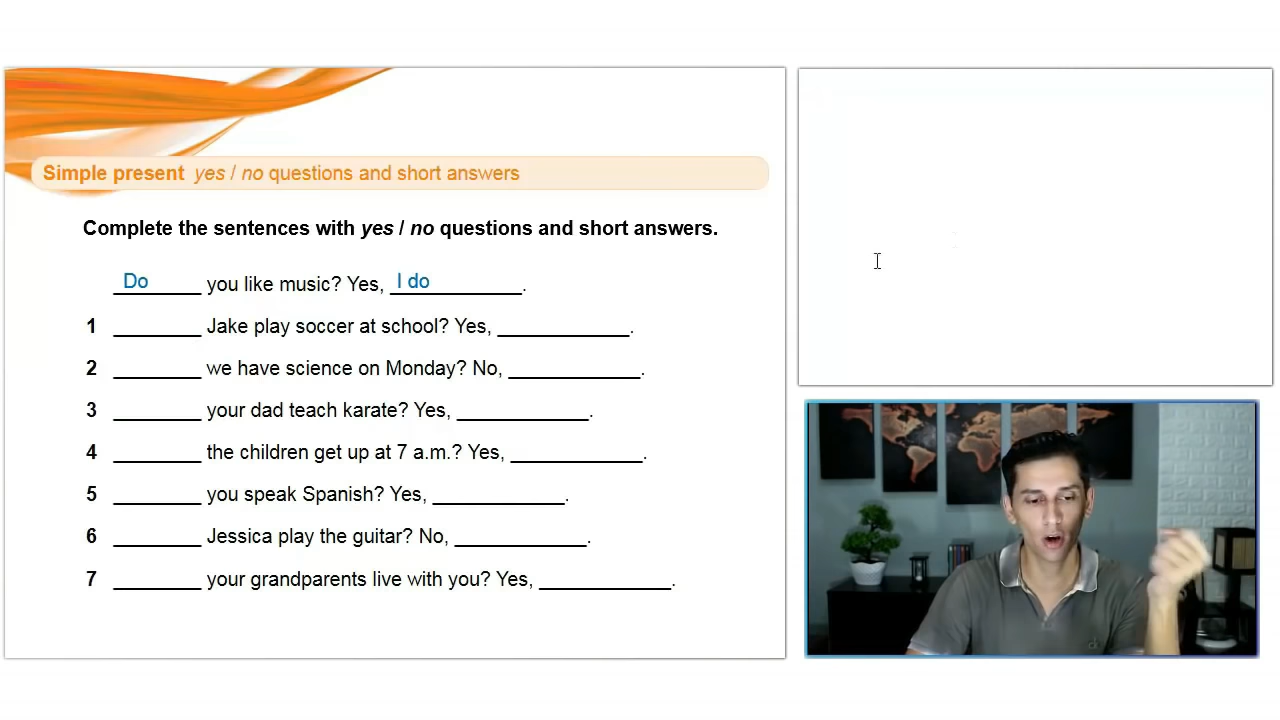 Simple present yes / no questions and short answers
Complete the sentences with yes / no questions and short answers.
Do you like music? Yes, I do.
1 ________ Jake play soccer at school? Yes, ____________.
2 ________ we have science on Monday? No, ____________.
3 ________ your dad teach karate? Yes, ____________.
4 ________ the children get up at 7 a.m.? Yes, ____________.
5 ________ you speak Spanish? Yes, ____________.
6 ________ Jessica play the guitar? No, ____________.
7 ________ your grandparents live with you? Yes, ____________.